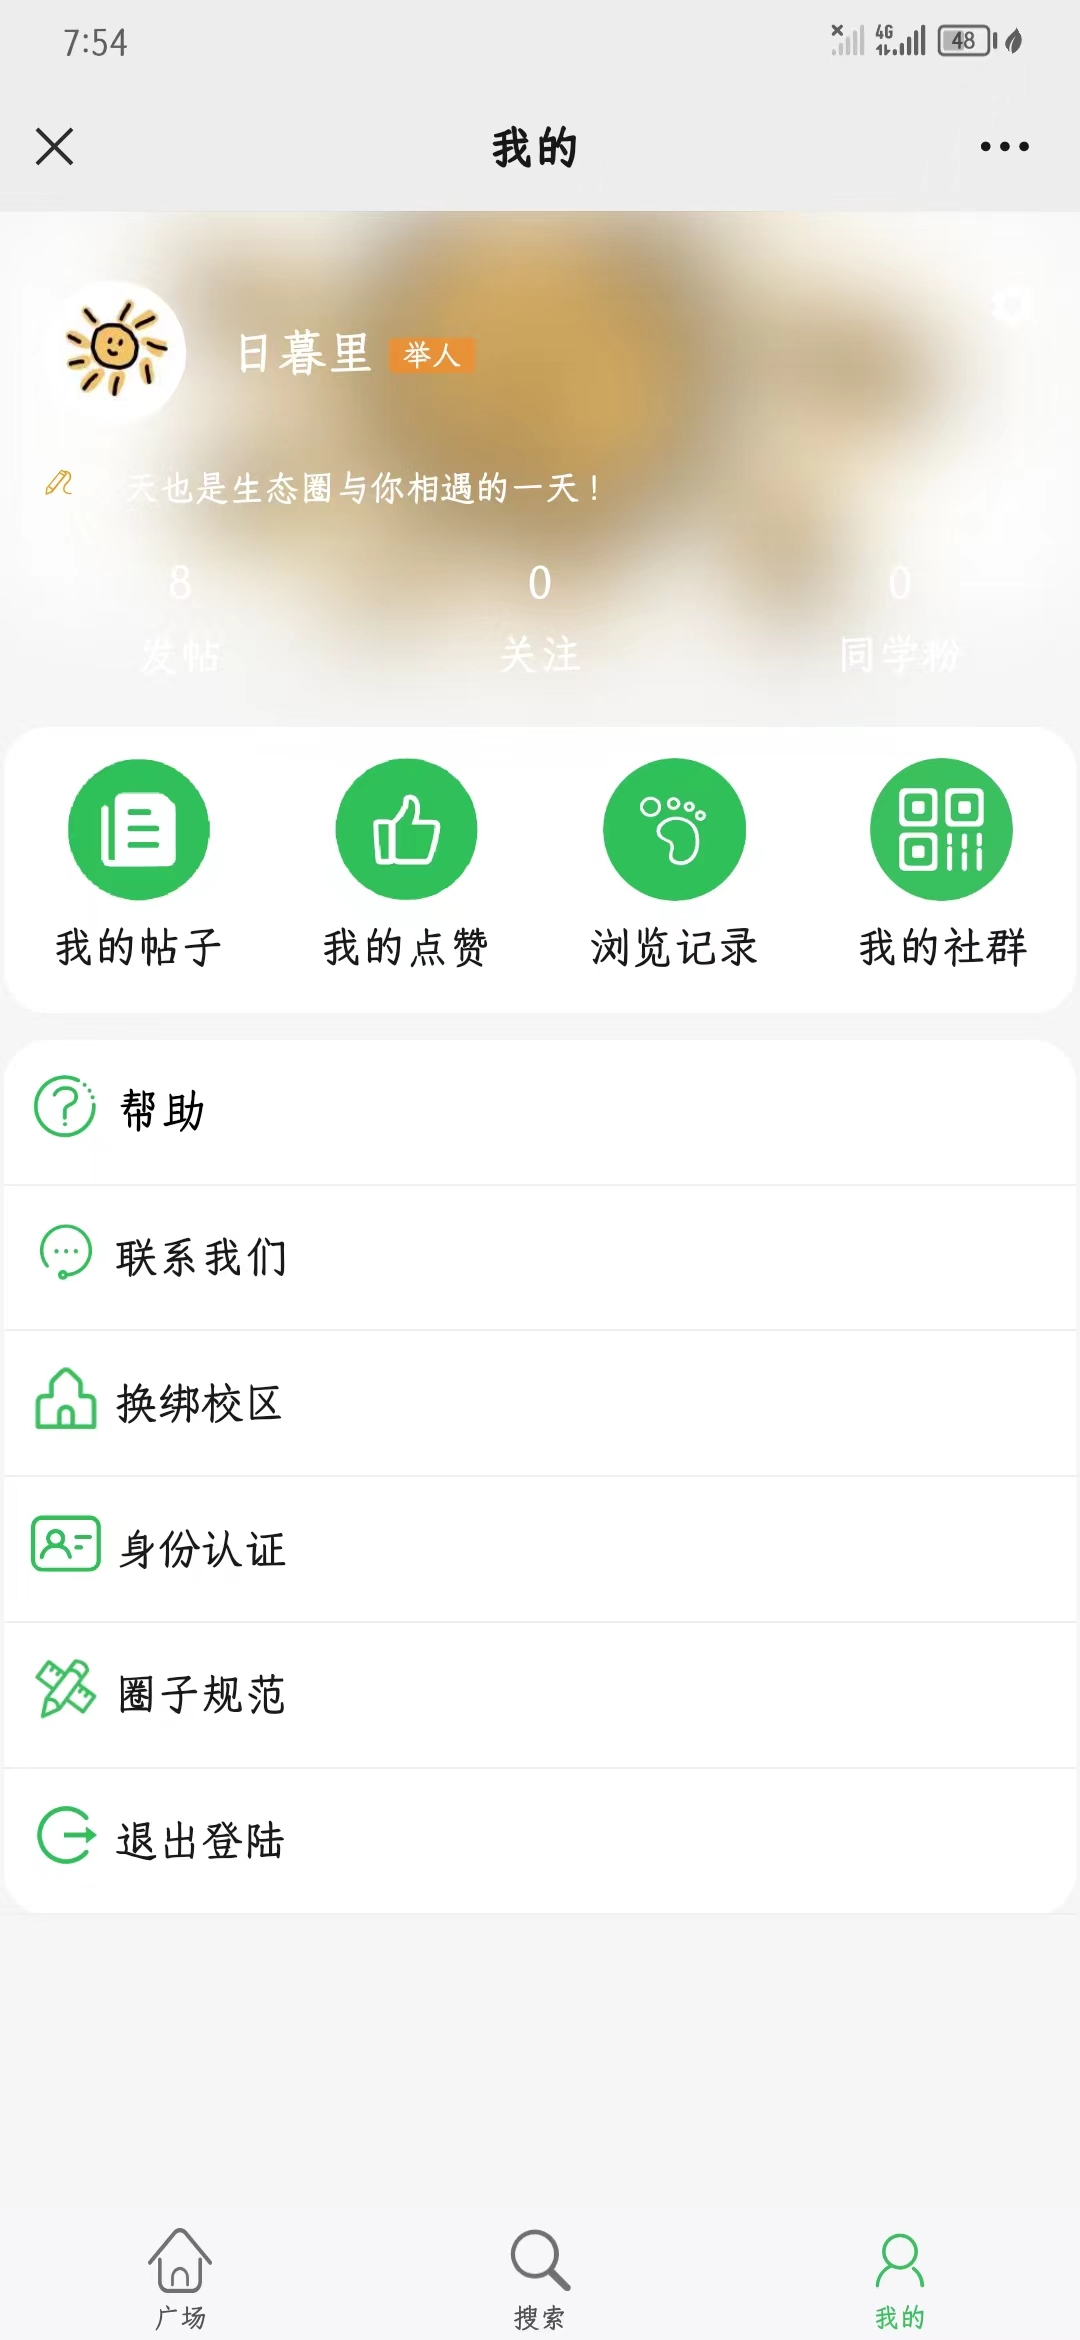 7:54
4G
48
我的
日暮里 举人
天也是生态圈与你相遇的一天！
8 0 0
发帖 关注 同学粉
我的帖子 我的点赞 浏览记录 我的社群
帮助
联系我们
换绑校区
身份认证
圈子规范
退出登陆
广场 搜索 我的